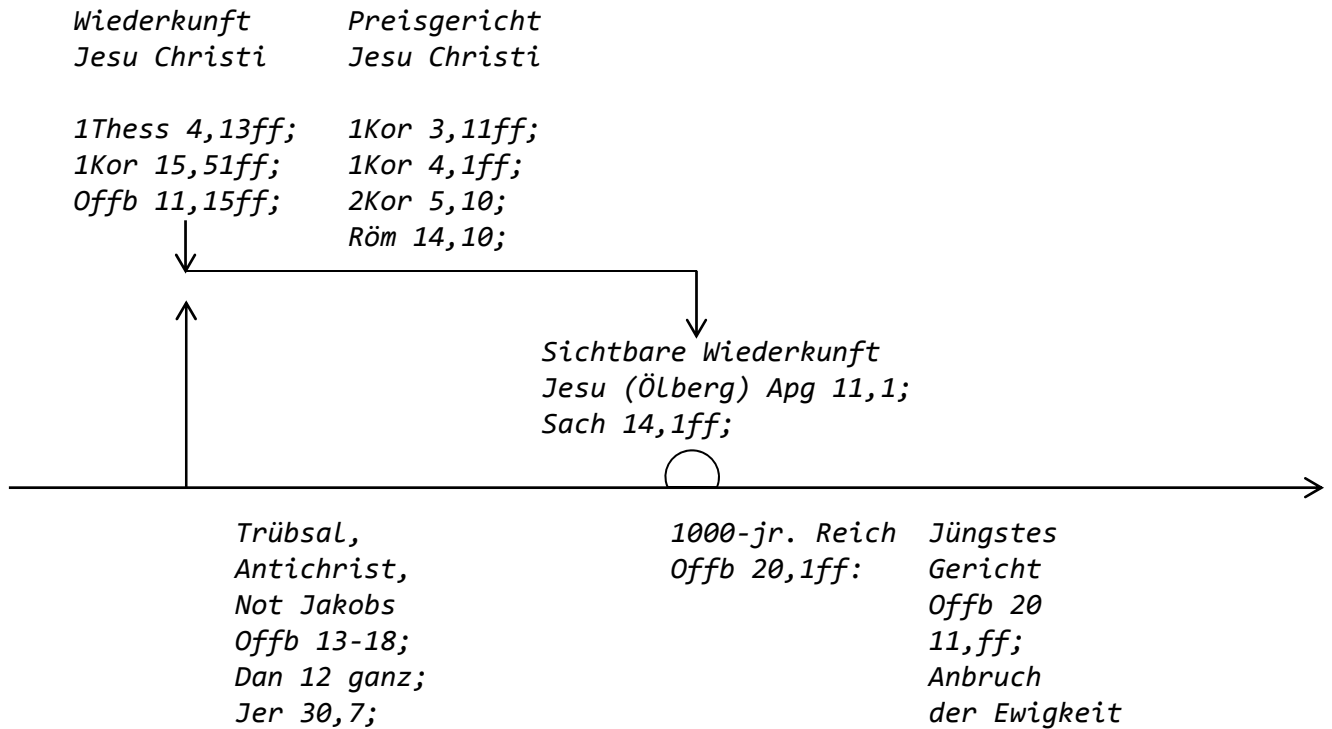 Wiederkunft
Jesu Christi
1Thess 4,13ff;
1Kor 15,51ff;
Offb 11,15ff;
Preisgericht
Jesu Christi
1Kor 3,11ff;
1Kor 4,1ff;
2Kor 5,10;
Röm 14,10;
Sichtbare Wiederkunft
Jesu (Ölberg) Apg 11,1;
Sach 14,1ff;
Trübsal,
Antichrist,
Not Jakobs
Offb 13-18;
Dan 12 ganz;
Jer 30,7;
1000-jr. Reich
Offb 20,1ff:
Jüngstes
Gericht
Offb 20
11,ff;
Anbruch
der Ewigkeit